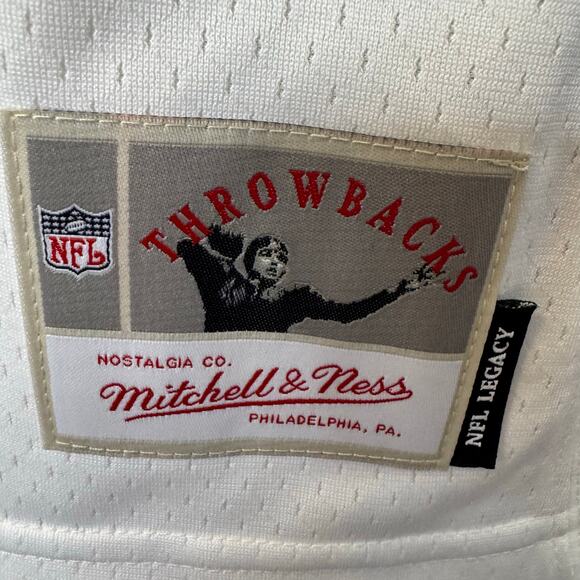 THROWBACKS
NFL
NOSTALGIA CO.
Mitchell & Ness
PHILADELPHIA, PA.
NFL LEGACY